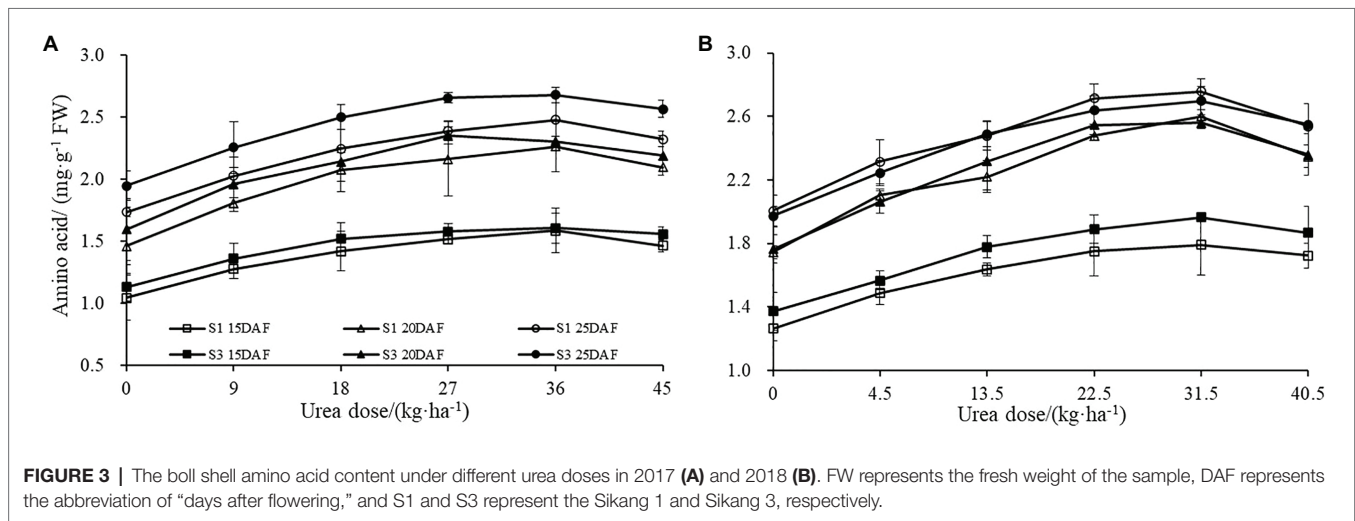 A
B
Amino acid/ (mg·g-1 FW)
3.0
2.5
2.0
1.5
1.0
0.5
S1 15DAF
S1 20DAF
S1 25DAF
S3 15DAF
S3 20DAF
S3 25DAF
0
9
18
27
36
45
Urea dose/(kg·ha-1)
3.0
2.6
2.2
1.8
1.4
1.0
0
4.5
13.5
22.5
31.5
40.5
Urea dose/(kg·ha-1)
FIGURE 3 | The boll shell amino acid content under different urea doses in 2017 (A) and 2018 (B). FW represents the fresh weight of the sample, DAF represents
the abbreviation of “days after flowering,” and S1 and S3 represent the Sikang 1 and Sikang 3, respectively.